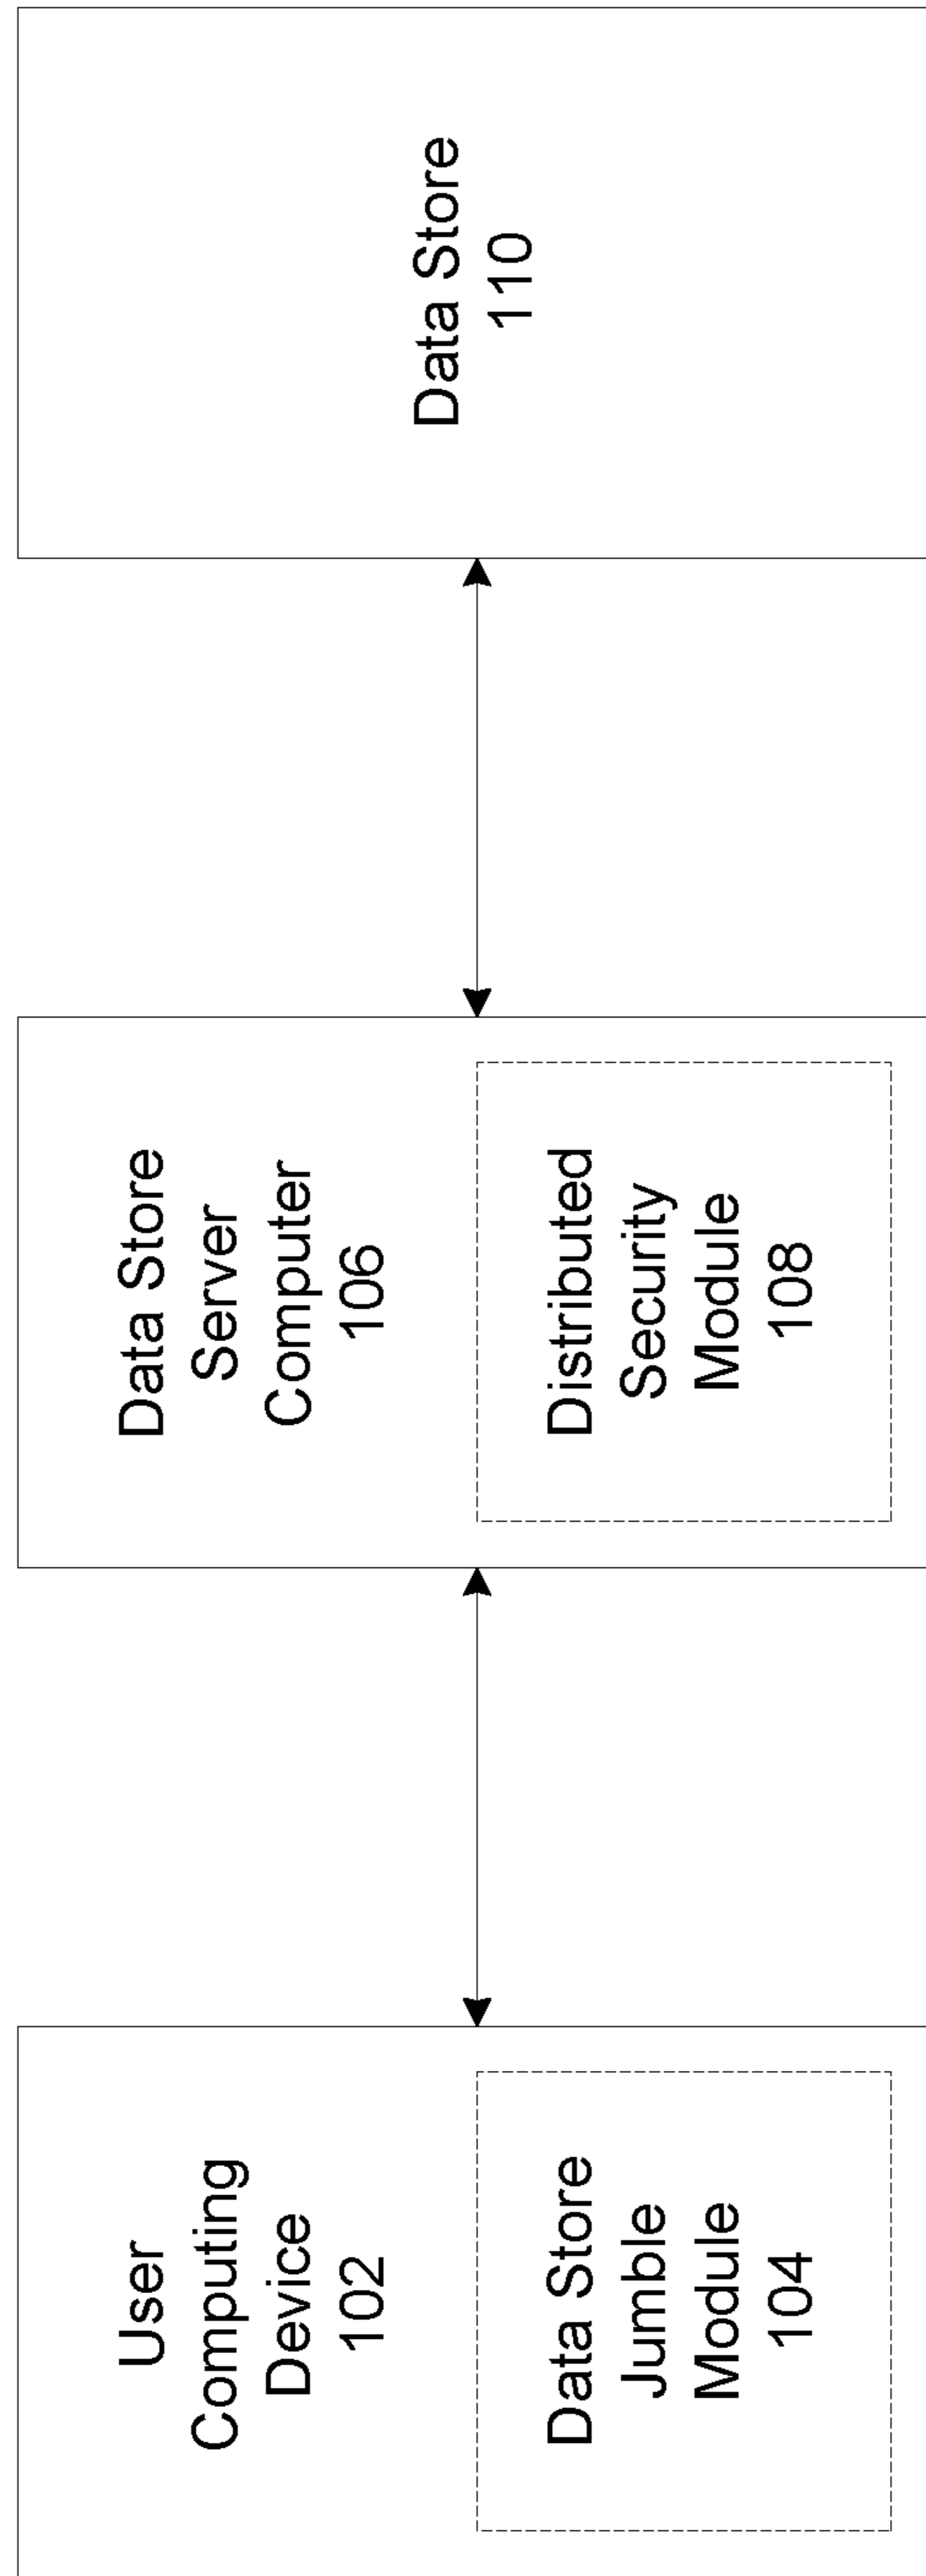 User
Computing
Device
102
Data Store
Jumble
Module
104
Data Store
Server
Computer
106
Distributed
Security
Module
108
Data Store
110